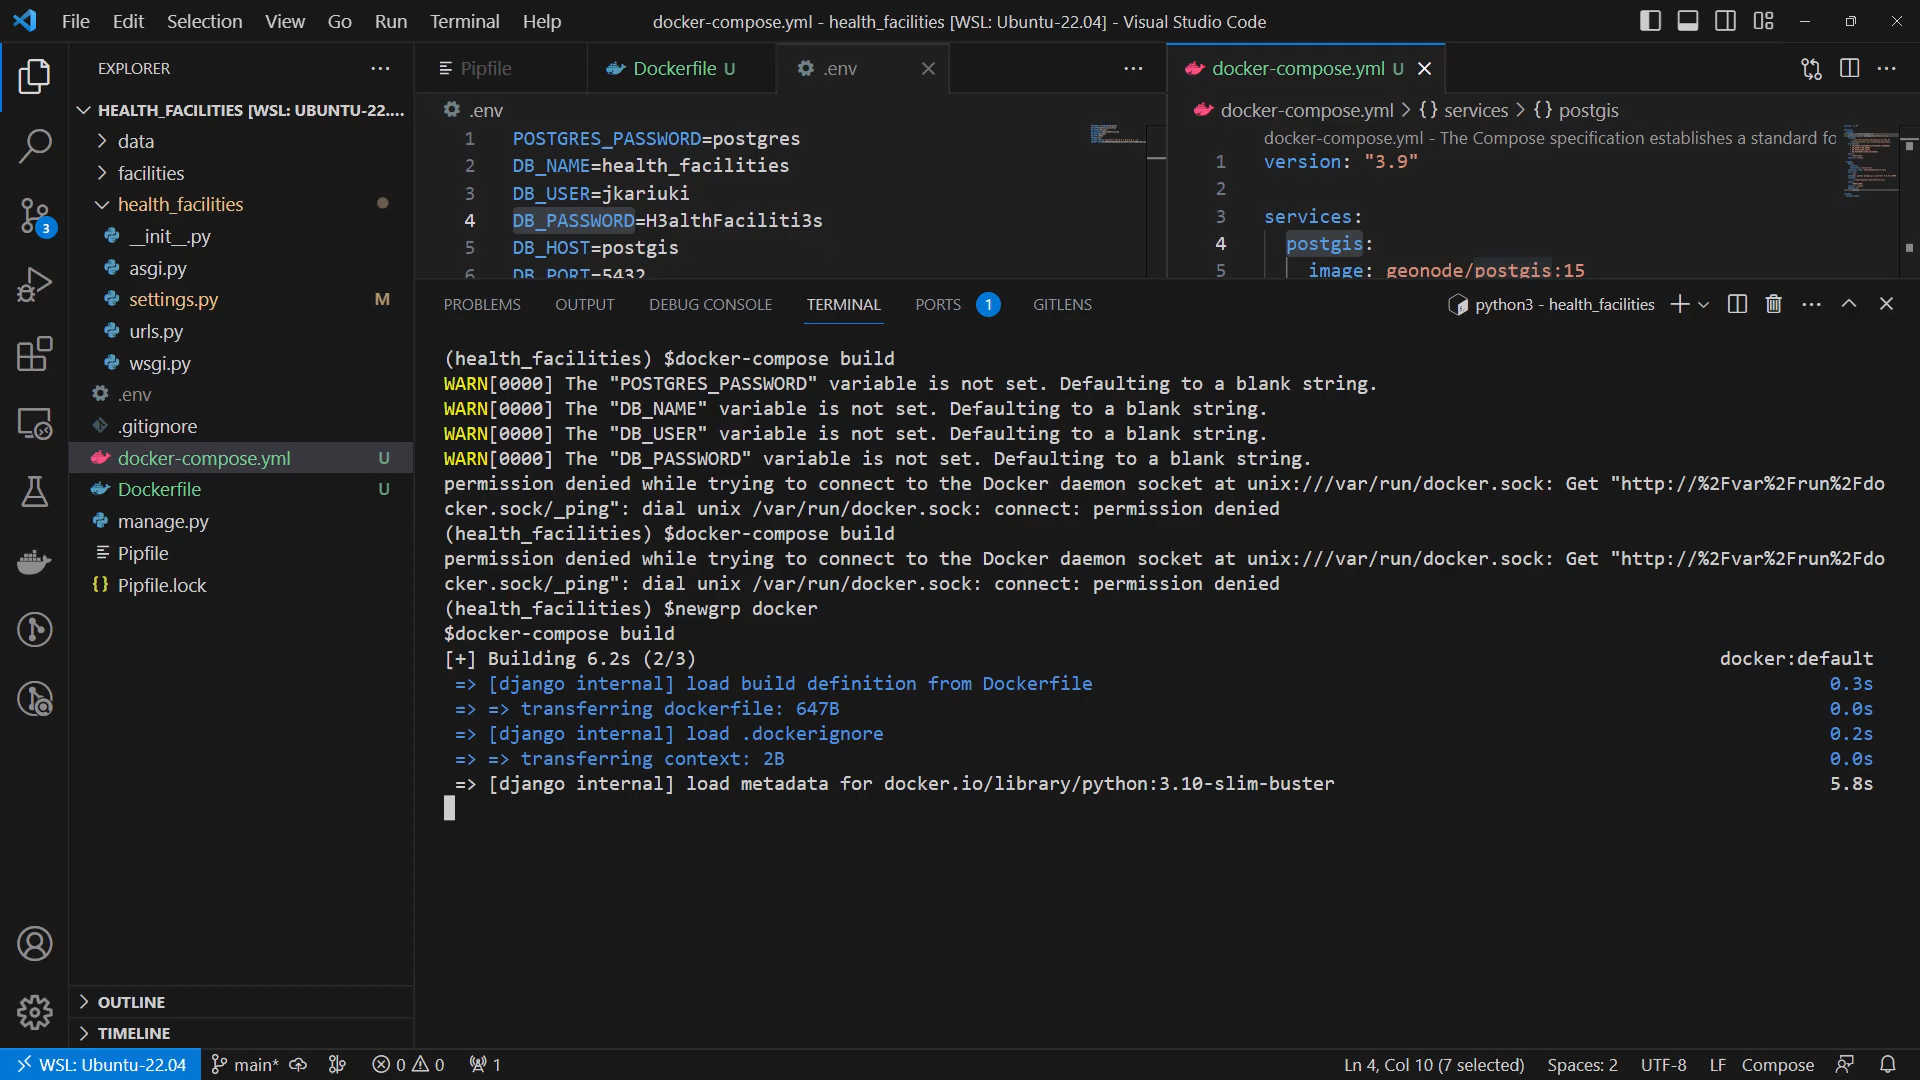 File Edit Selection View Go Run Terminal Help
docker-compose.yml - health_facilities [WSL: Ubuntu-22.04] - Visual Studio Code
EXPLORER
HEALTH_FACILITIES [WSL: UBUNTU-22....
data
facilities
health_facilities
__init__.py
asgi.py
settings.py M
urls.py
wsgi.py
.env
.gitignore
docker-compose.yml U
Dockerfile U
manage.py
Pipfile
Pipfile.lock
OUTLINE
TIMELINE
3
Pipfile
Dockerfile U
.env
.env
1 POSTGRES_PASSWORD=postgres
2 DB_NAME=health_facilities
3 DB_USER=jkariuki
4 DB_PASSWORD=H3althFaciliti3s
5 DB_HOST=postgis
6 DB_PORT=5432
docker-compose.yml U
docker-compose.yml > {} services > {} postgis
docker-compose.yml - The Compose specification establishes a standard fo
1 version: "3.9"
2
3 services:
4 postgis:
5 image: geonode/postgis:15
PROBLEMS OUTPUT DEBUG CONSOLE TERMINAL PORTS 1 GITLENS
python3 - health_facilities
(health_facilities) $docker-compose build
WARN[0000] The "POSTGRES_PASSWORD" variable is not set. Defaulting to a blank string.
WARN[0000] The "DB_NAME" variable is not set. Defaulting to a blank string.
WARN[0000] The "DB_USER" variable is not set. Defaulting to a blank string.
WARN[0000] The "DB_PASSWORD" variable is not set. Defaulting to a blank string.
permission denied while trying to connect to the Docker daemon socket at unix:///var/run/docker.sock: Get "http://%2Fvar%2Frun%2Fdo
cker.sock/_ping": dial unix /var/run/docker.sock: connect: permission denied
(health_facilities) $docker-compose build
permission denied while trying to connect to the Docker daemon socket at unix:///var/run/docker.sock: Get "http://%2Fvar%2Frun%2Fdo
cker.sock/_ping": dial unix /var/run/docker.sock: connect: permission denied
(health_facilities) $newgrp docker
$docker-compose build
[+] Building 6.2s (2/3) docker:default
=> [django internal] load build definition from Dockerfile 0.3s
=> => transferring dockerfile: 647B 0.0s
=> [django internal] load .dockerignore 0.2s
=> => transferring context: 2B 0.0s
=> [django internal] load metadata for docker.io/library/python:3.10-slim-buster 5.8s
WSL: Ubuntu-22.04 main* 0 0 1 Ln 4, Col 10 (7 selected) Spaces: 2 UTF-8 LF Compose